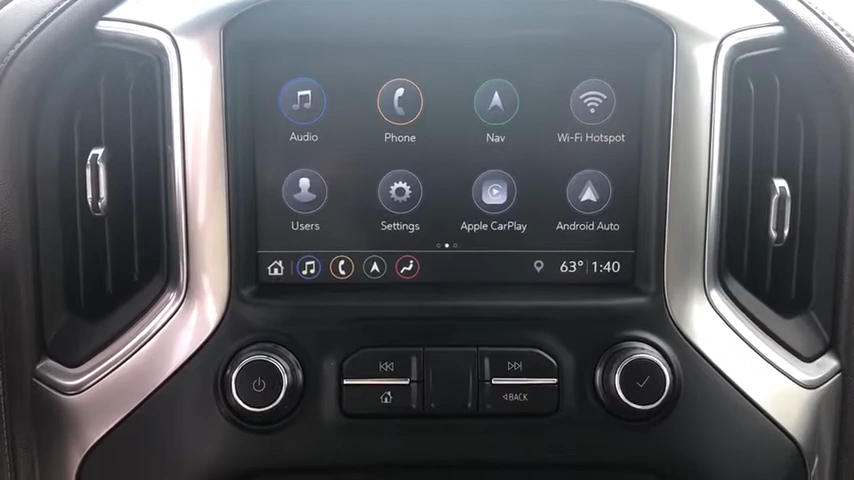 Audio Phone Nav Wi-Fi Hotspot
Users Settings Apple CarPlay Android Auto
63° 1:40
BACK